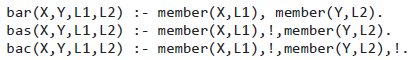 bar(X,Y,L1,L2) :- member(X,L1), member(Y,L2).
bas(X,Y,L1,L2) :- member(X,L1),!,member(Y,L2).
bac(X,Y,L1,L2) :- member(X,L1),!,member(Y,L2),!.